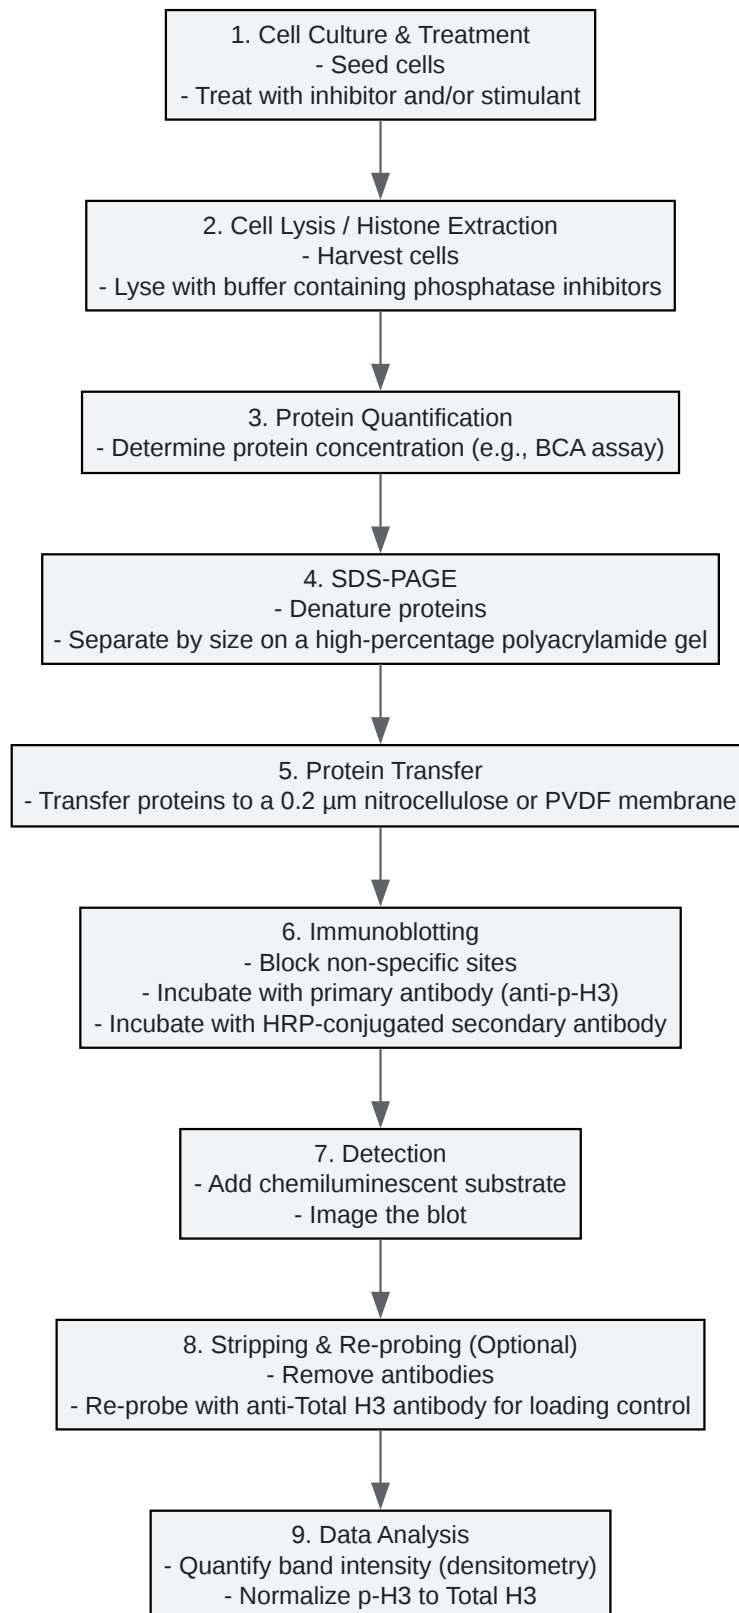 1. Cell Culture & Treatment
- Seed cells
- Treat with inhibitor and/or stimulant
2. Cell Lysis / Histone Extraction
- Harvest cells
- Lyse with buffer containing phosphatase inhibitors
3. Protein Quantification
- Determine protein concentration (e.g., BCA assay)
4. SDS-PAGE
- Denature proteins
- Separate by size on a high-percentage polyacrylamide gel
5. Protein Transfer
- Transfer proteins to a 0.2 µm nitrocellulose or PVDF membrane
6. Immunoblotting
- Block non-specific sites
- Incubate with primary antibody (anti-p-H3)
- Incubate with HRP-conjugated secondary antibody
7. Detection
- Add chemiluminescent substrate
- Image the blot
8. Stripping & Re-probing (Optional)
- Remove antibodies
- Re-probe with anti-Total H3 antibody for loading control
9. Data Analysis
- Quantify band intensity (densitometry)
- Normalize p-H3 to Total H3